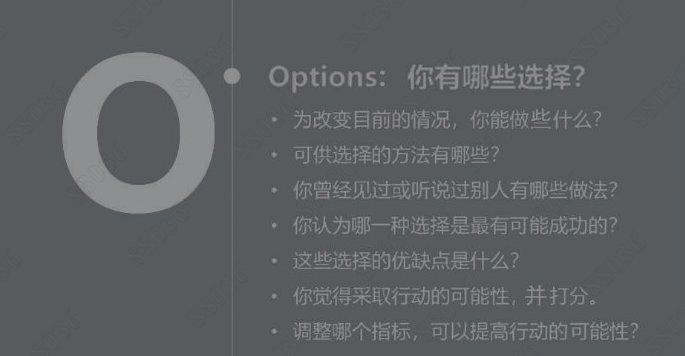 O
Options: 你有哪些选择?
• 为改变目前的情况，你能做些什么?
• 可供选择的方法有哪些?
• 你曾经见过或听说过别人有哪些做法?
• 你认为哪一种选择是最有可能成功的?
• 这些选择的优缺点是什么?
• 你觉得采取行动的可能性, 并打分。
• 调整哪个指标，可以提高行动的可能性?